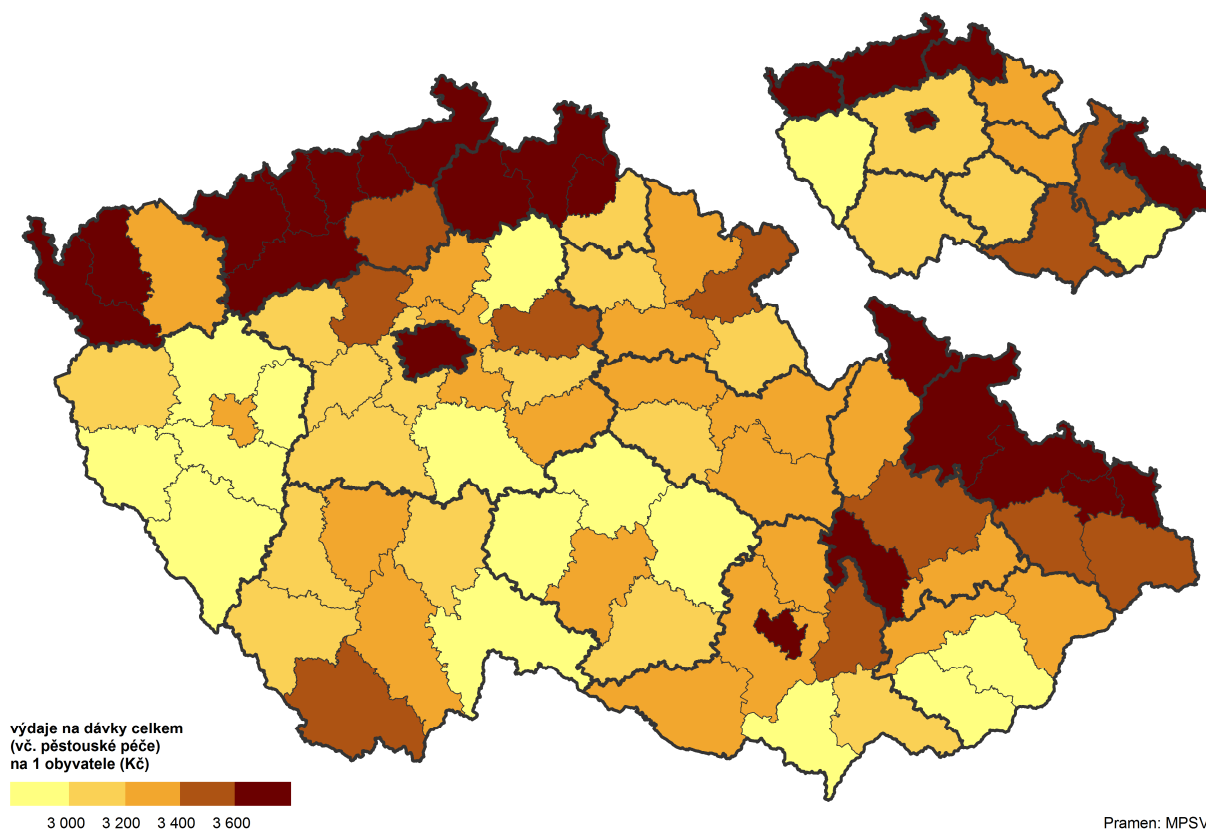 výdaje na dávky celkem
(vč. pěstouské péče)
na 1 obyvatele (Kč)
3 000 3 200 3 400 3 600
Pramen: MPSV